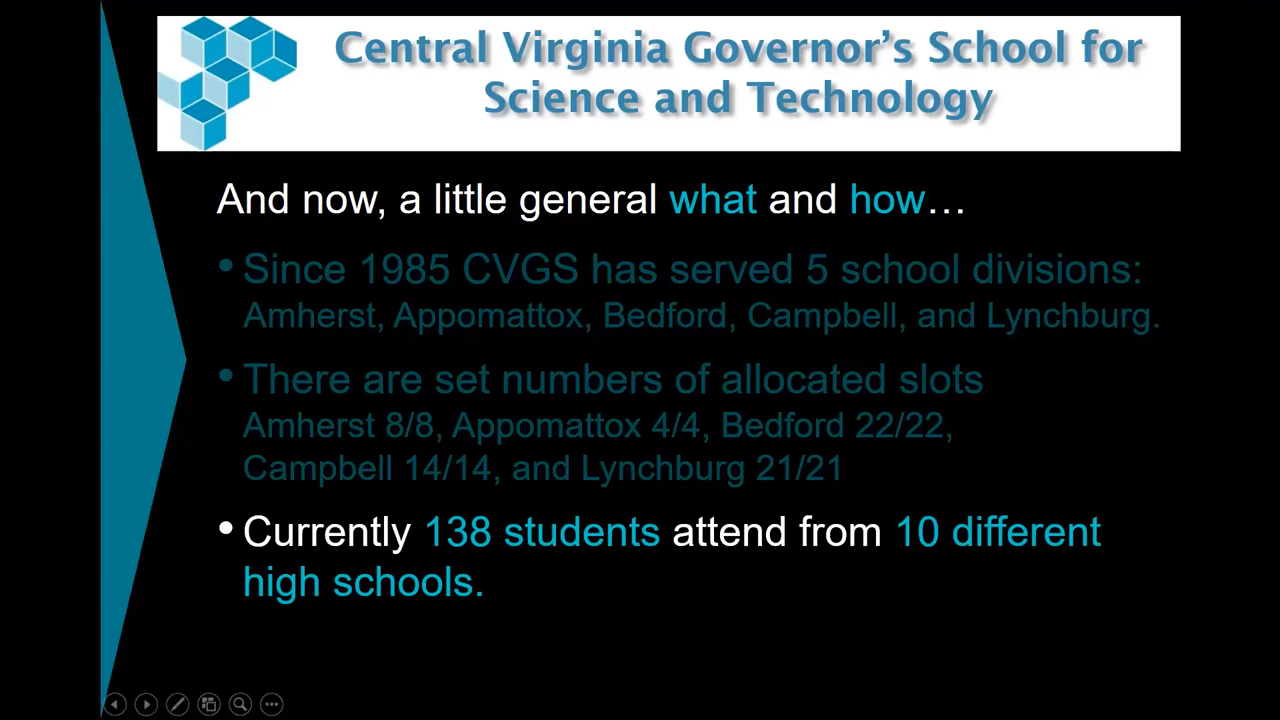 Central Virginia Governor’s School for
Science and Technology
And now, a little general what and how…
• Since 1985 CVGS has served 5 school divisions:
Amherst, Appomattox, Bedford, Campbell, and Lynchburg.
• There are set numbers of allocated slots
Amherst 8/8, Appomattox 4/4, Bedford 22/22,
Campbell 14/14, and Lynchburg 21/21
• Currently 138 students attend from 10 different
high schools.